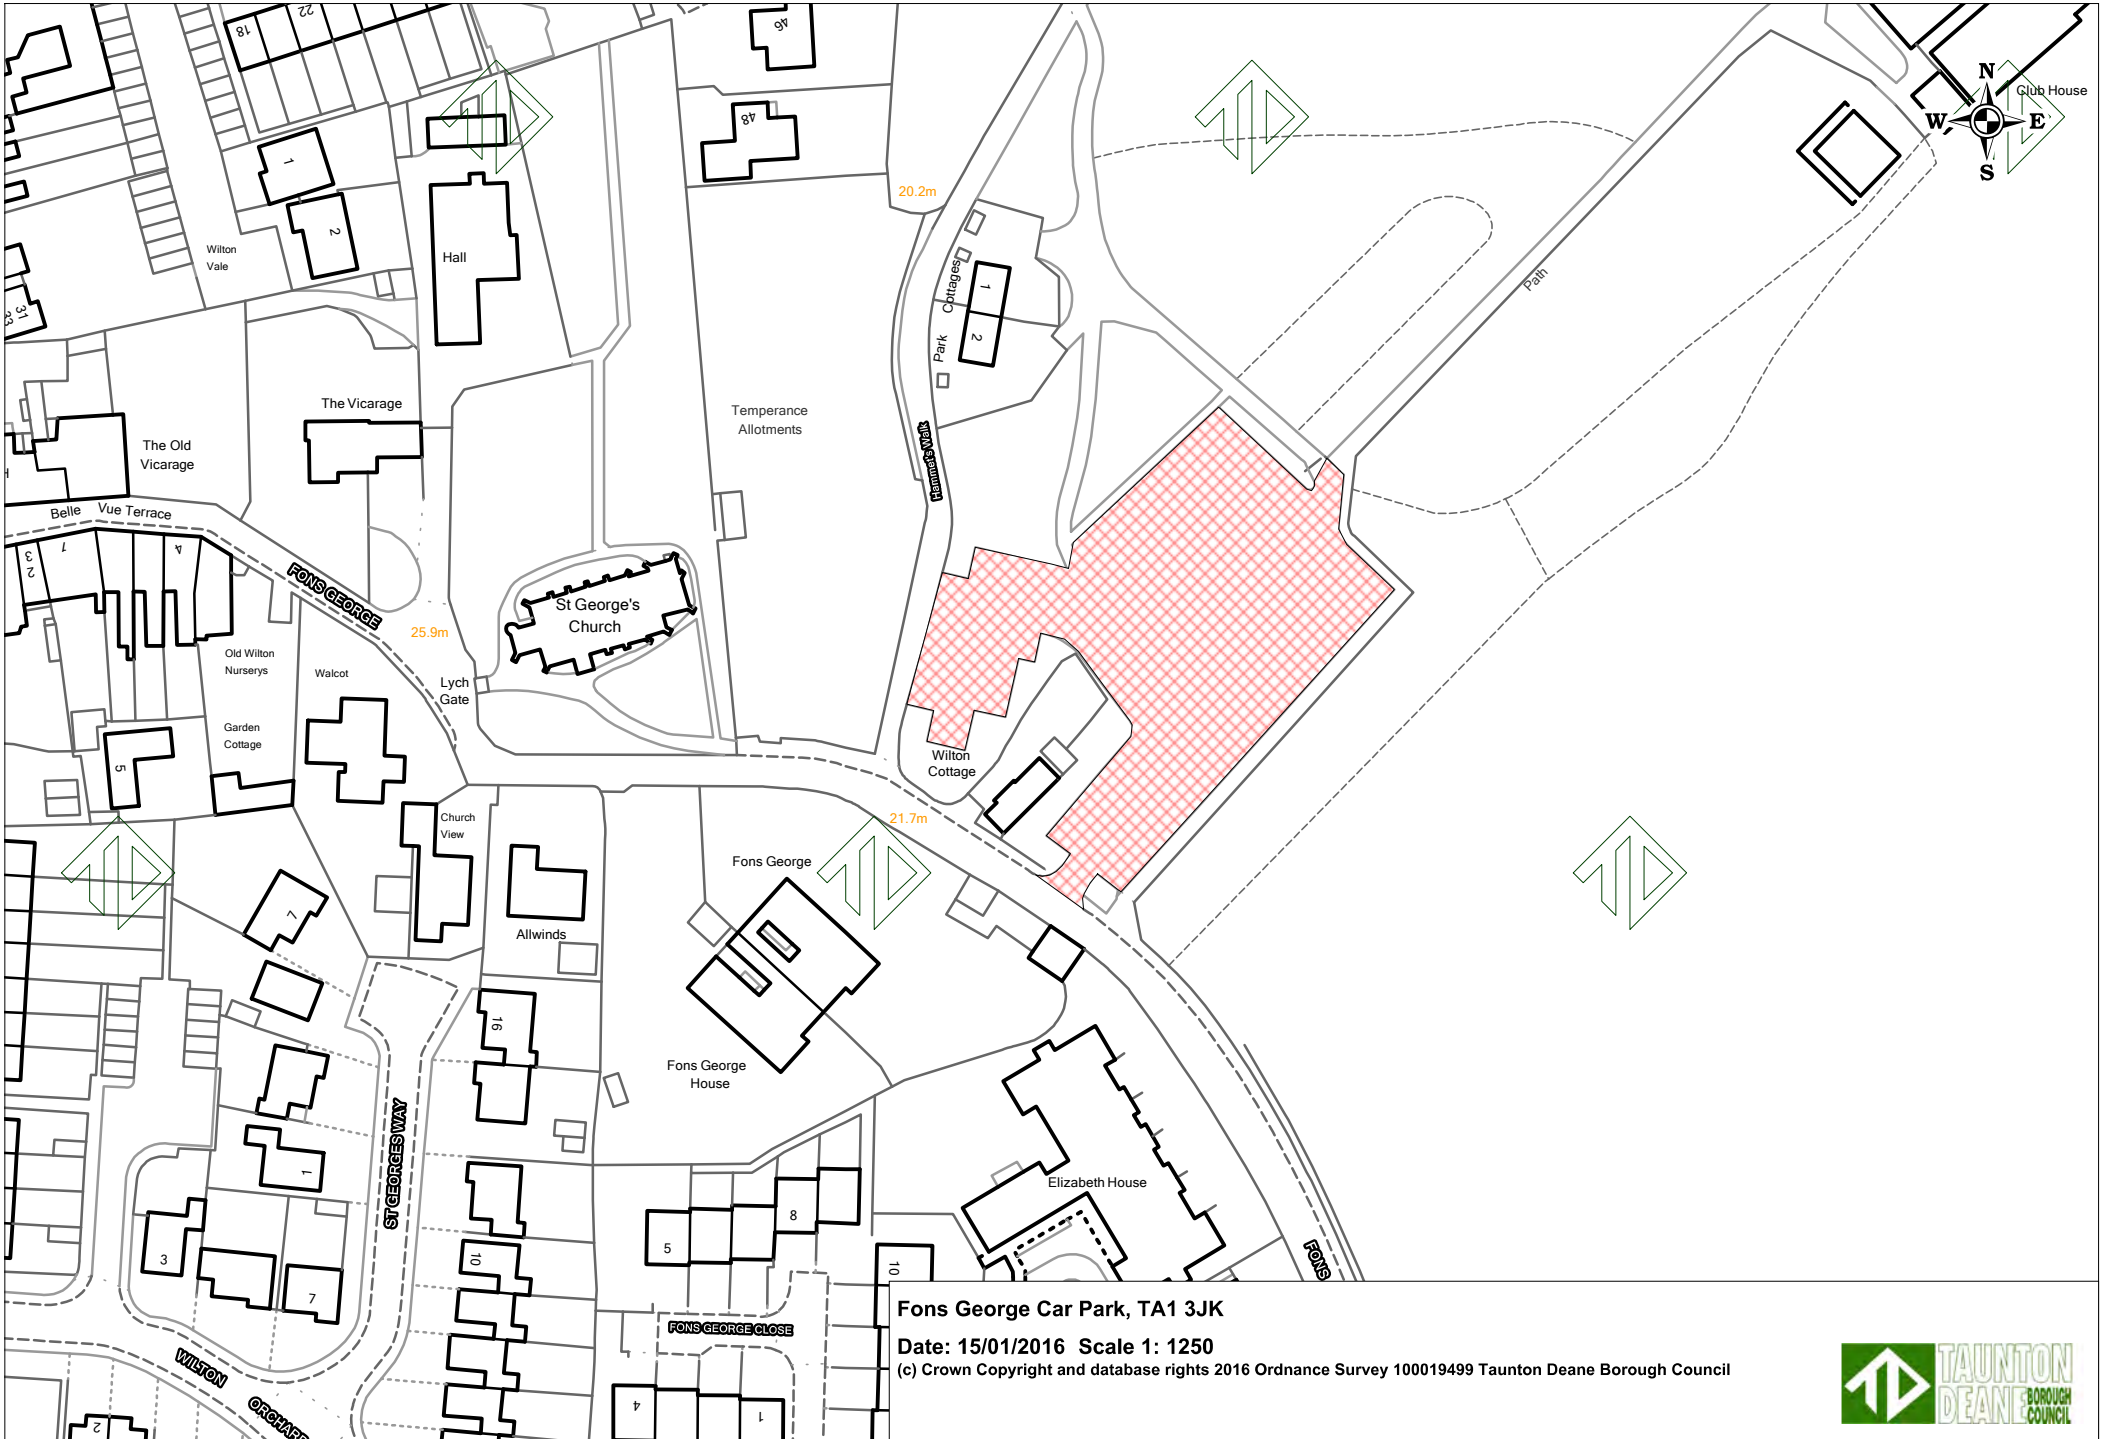 18
22
46
48
N
W
E
S
Club House
1
2
20.2m
Wilton
Vale
Hall
Park Cottages
1
2
Path
31
33
The Vicarage
Temperance
Allotments
Hammet's Walk
The Old
Vicarage
Belle Vue Terrace
2
3
7
4
FONS GEORGE
St George's
Church
25.9m
Old Wilton
Nurserys
Walcot
Lych
Gate
Garden
Cottage
5
Wilton
Cottage
Church
View
21.7m
Fons George
7
Allwinds
16
Fons George
House
ST GEORGES WAY
1
Elizabeth House
3
7
10
5
8
10
FONS
FONS GEORGE CLOSE
WILTON
ORCHARD
2
4
1
Fons George Car Park, TA1 3JK
Date: 15/01/2016 Scale 1: 1250
(c) Crown Copyright and database rights 2016 Ordnance Survey 100019499 Taunton Deane Borough Council
TAUNTON
DEANE
BOROUGH
COUNCIL